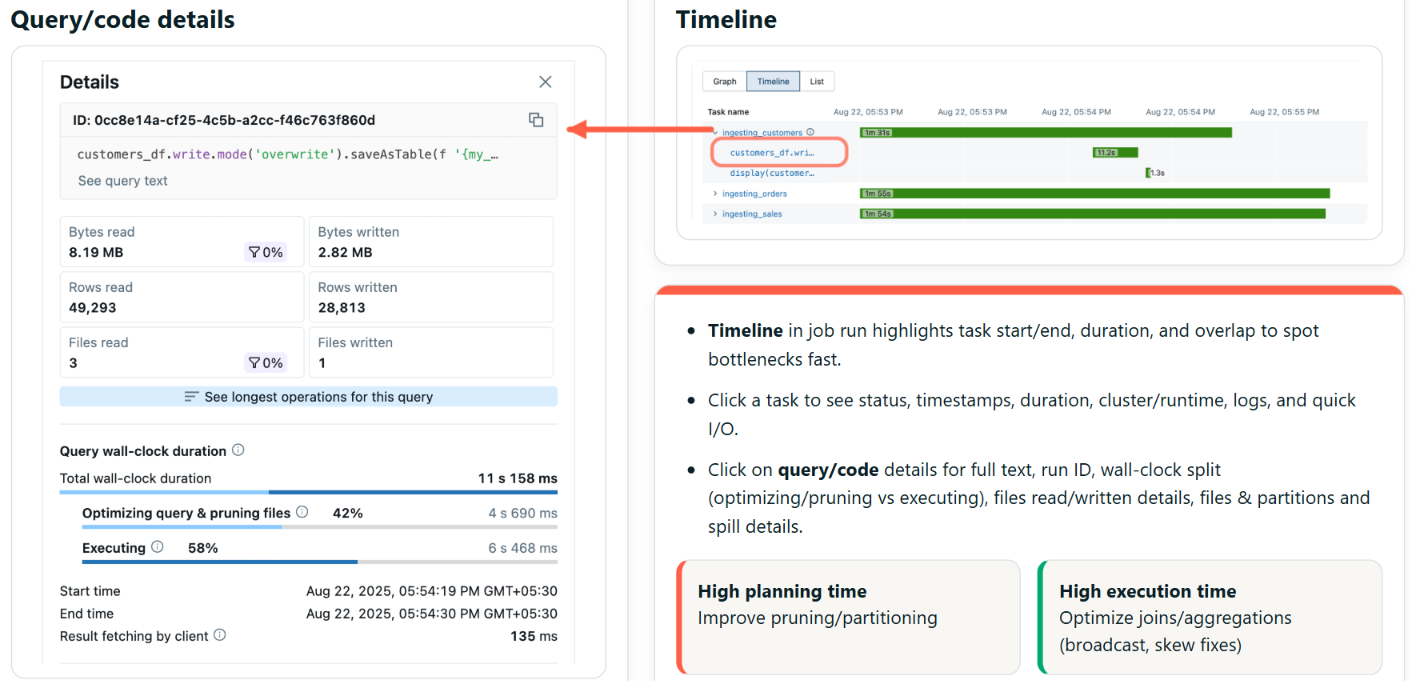 Query/code details
Details
ID: 0cc8e14a-cf25-4c5b-a2cc-f46c763f860d
customers_df.write.mode('overwrite').saveAsTable(f '{my_…
See query text
Bytes read
8.19 MB
0%
Bytes written
2.82 MB
Rows read
49,293
Rows written
28,813
Files read
3
0%
Files written
1
See longest operations for this query
Query wall-clock duration
Total wall-clock duration 11 s 158 ms
Optimizing query & pruning files 42% 4 s 690 ms
Executing 58% 6 s 468 ms
Start time Aug 22, 2025, 05:54:19 PM GMT+05:30
End time Aug 22, 2025, 05:54:30 PM GMT+05:30
Result fetching by client 135 ms
Timeline
Graph Timeline List
Task name Aug 22, 05:53 PM Aug 22, 05:53 PM Aug 22, 05:54 PM Aug 22, 05:54 PM Aug 22, 05:55 PM
ingesting_customers 1m 31s
customers_df.wri… 11.2s
display(customer… 1.3s
ingesting_orders 1m 55s
ingesting_sales 1m 54s
• Timeline in job run highlights task start/end, duration, and overlap to spot
bottlenecks fast.
• Click a task to see status, timestamps, duration, cluster/runtime, logs, and quick
I/O.
• Click on query/code details for full text, run ID, wall-clock split
(optimizing/pruning vs executing), files read/written details, files & partitions and
spill details.
High planning time
Improve pruning/partitioning
High execution time
Optimize joins/aggregations
(broadcast, skew fixes)